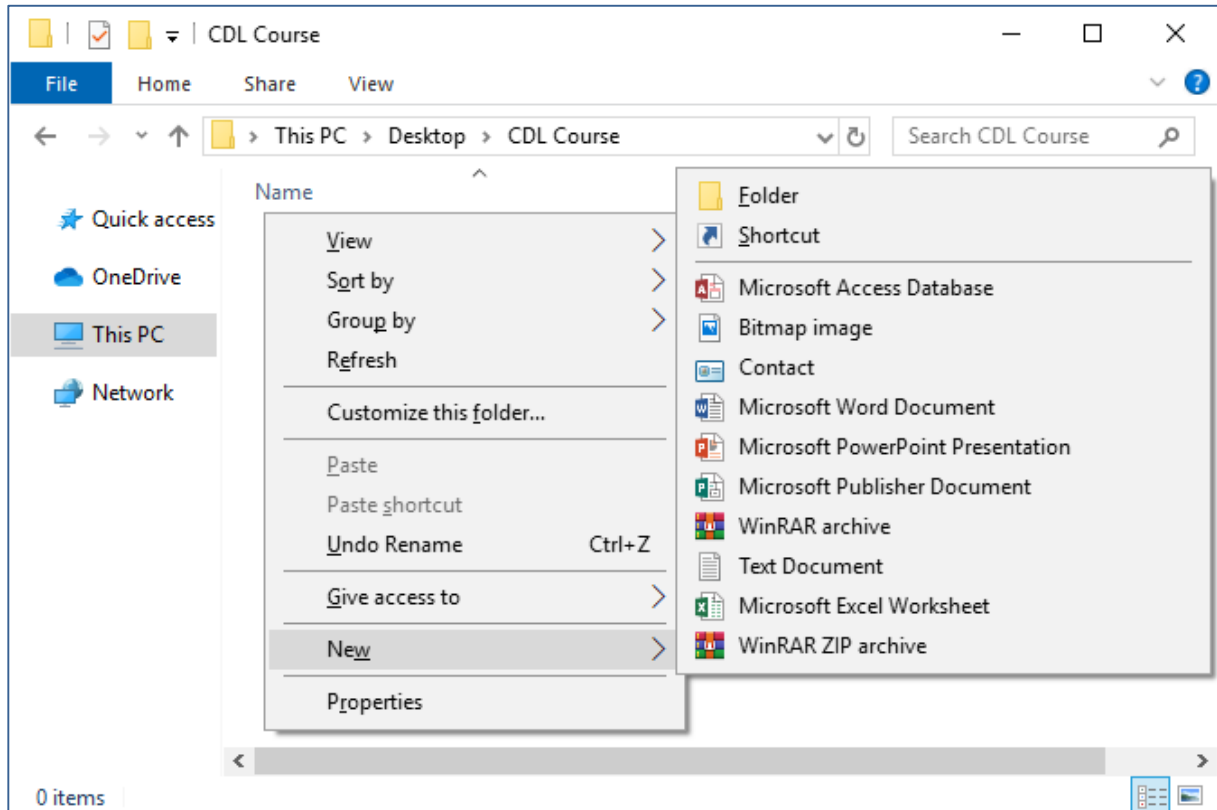 CDL Course
File Home Share View
This PC > Desktop > CDL Course
Search CDL Course
Name
Quick access
OneDrive
This PC
Network
View
Sort by
Group by
Refresh
Customize this folder...
Paste
Paste shortcut
Undo Rename Ctrl+Z
Give access to
New
Properties
Folder
Shortcut
Microsoft Access Database
Bitmap image
Contact
Microsoft Word Document
Microsoft PowerPoint Presentation
Microsoft Publisher Document
WinRAR archive
Text Document
Microsoft Excel Worksheet
WinRAR ZIP archive
0 items